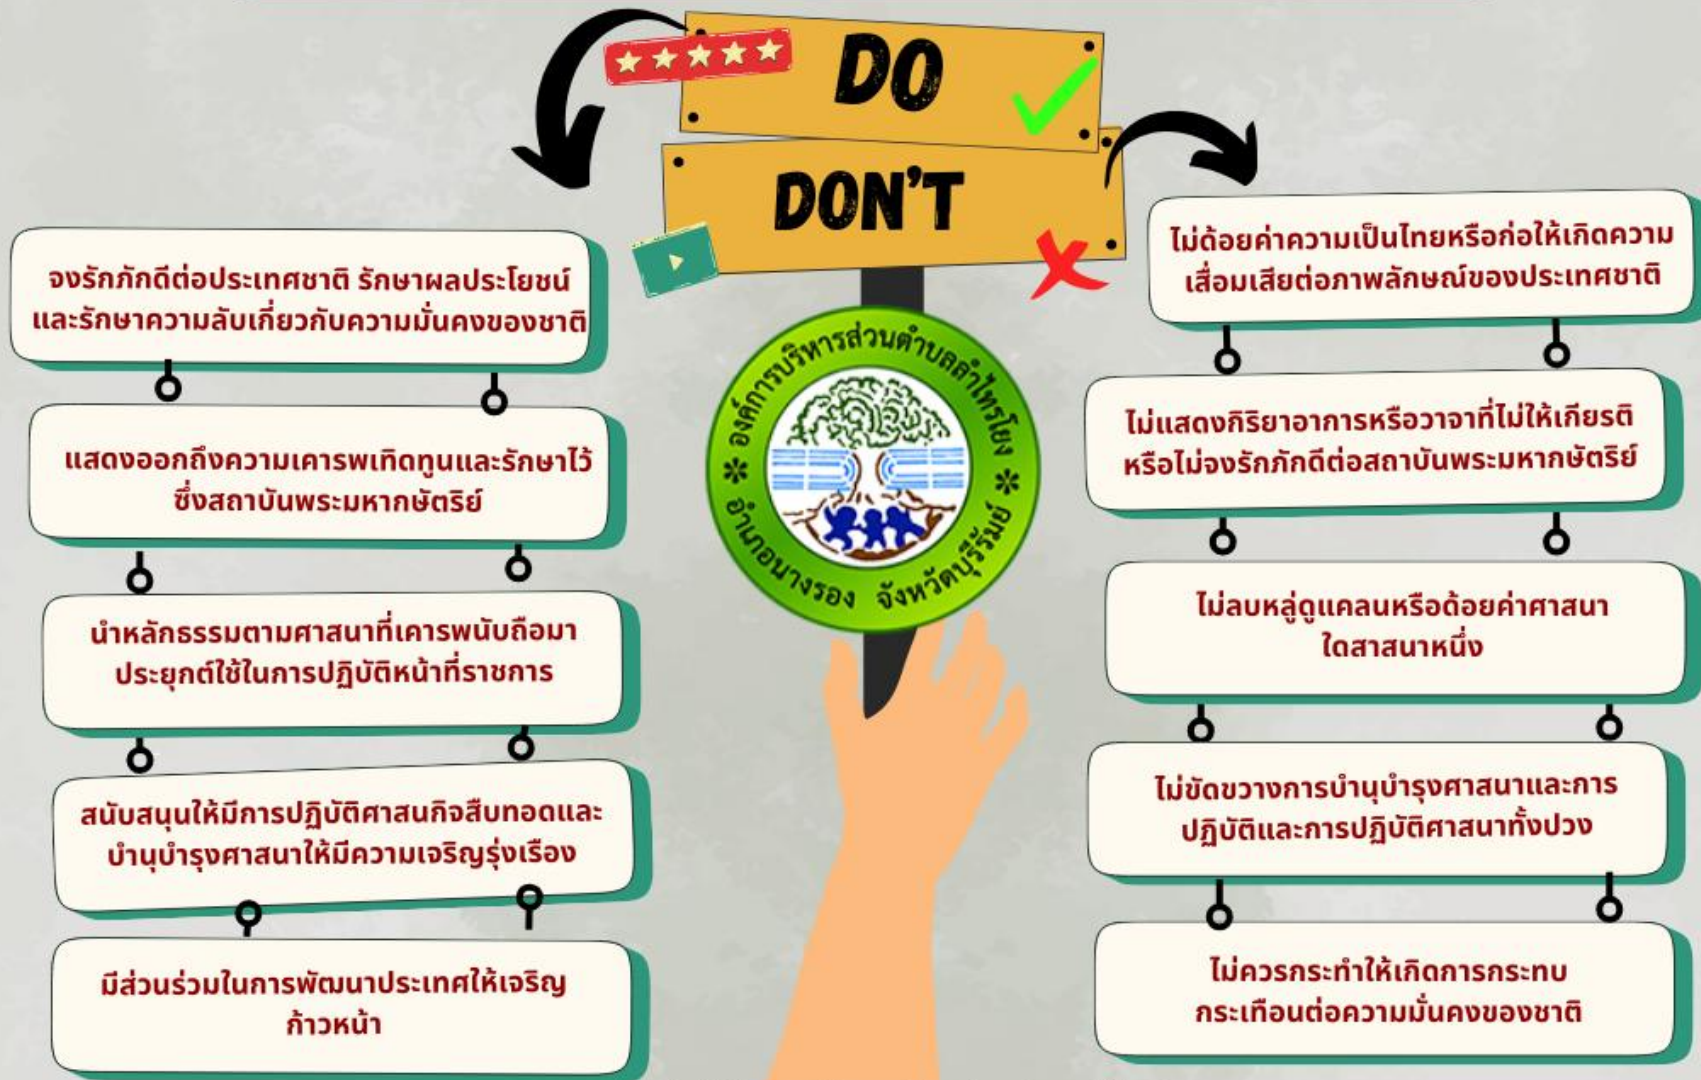 DO
DON'T
จงรักภักดีต่อประเทศชาติ รักษาผลประโยชน์
และรักษาความลับเกี่ยวกับความมั่นคงของชาติ
แสดงออกถึงความเคารพเทิดทูนและรักษาไว้
ซึ่งสถาบันพระมหากษัตริย์
นำหลักธรรมตามศาสนาที่เคารพนับถือมา
ประยุกต์ใช้ในการปฏิบัติหน้าที่ราชการ
สนับสนุนให้มีการปฏิบัติศาสนกิจสืบทอดและ
บำนุบำรุงศาสนาให้มีความเจริญรุ่งเรือง
มีส่วนร่วมในการพัฒนาประเทศให้เจริญ
ก้าวหน้า
องค์การบริหารส่วนตำบลลำไทรโยง
อำเภอนางรอง จังหวัดบุรีรัมย์
ไม่ด้อยค่าความเป็นไทยหรือก่อให้เกิดความ
เสื่อมเสียต่อภาพลักษณ์ของประเทศชาติ
ไม่แสดงกิริยาอาการหรือวาจาที่ไม่ให้เกียรติ
หรือไม่จงรักภักดีต่อสถาบันพระมหากษัตริย์
ไม่ลบหลู่ดูแคลนหรือด้อยค่าศาสนา
ใดสาสนาหนึ่ง
ไม่ขัดขวางการบำนุบำรุงศาสนาและการ
ปฏิบัติและการปฏิบัติศาสนาทั้งปวง
ไม่ควรกระทำให้เกิดการกระทบ
กระเทือนต่อความมั่นคงของชาติ